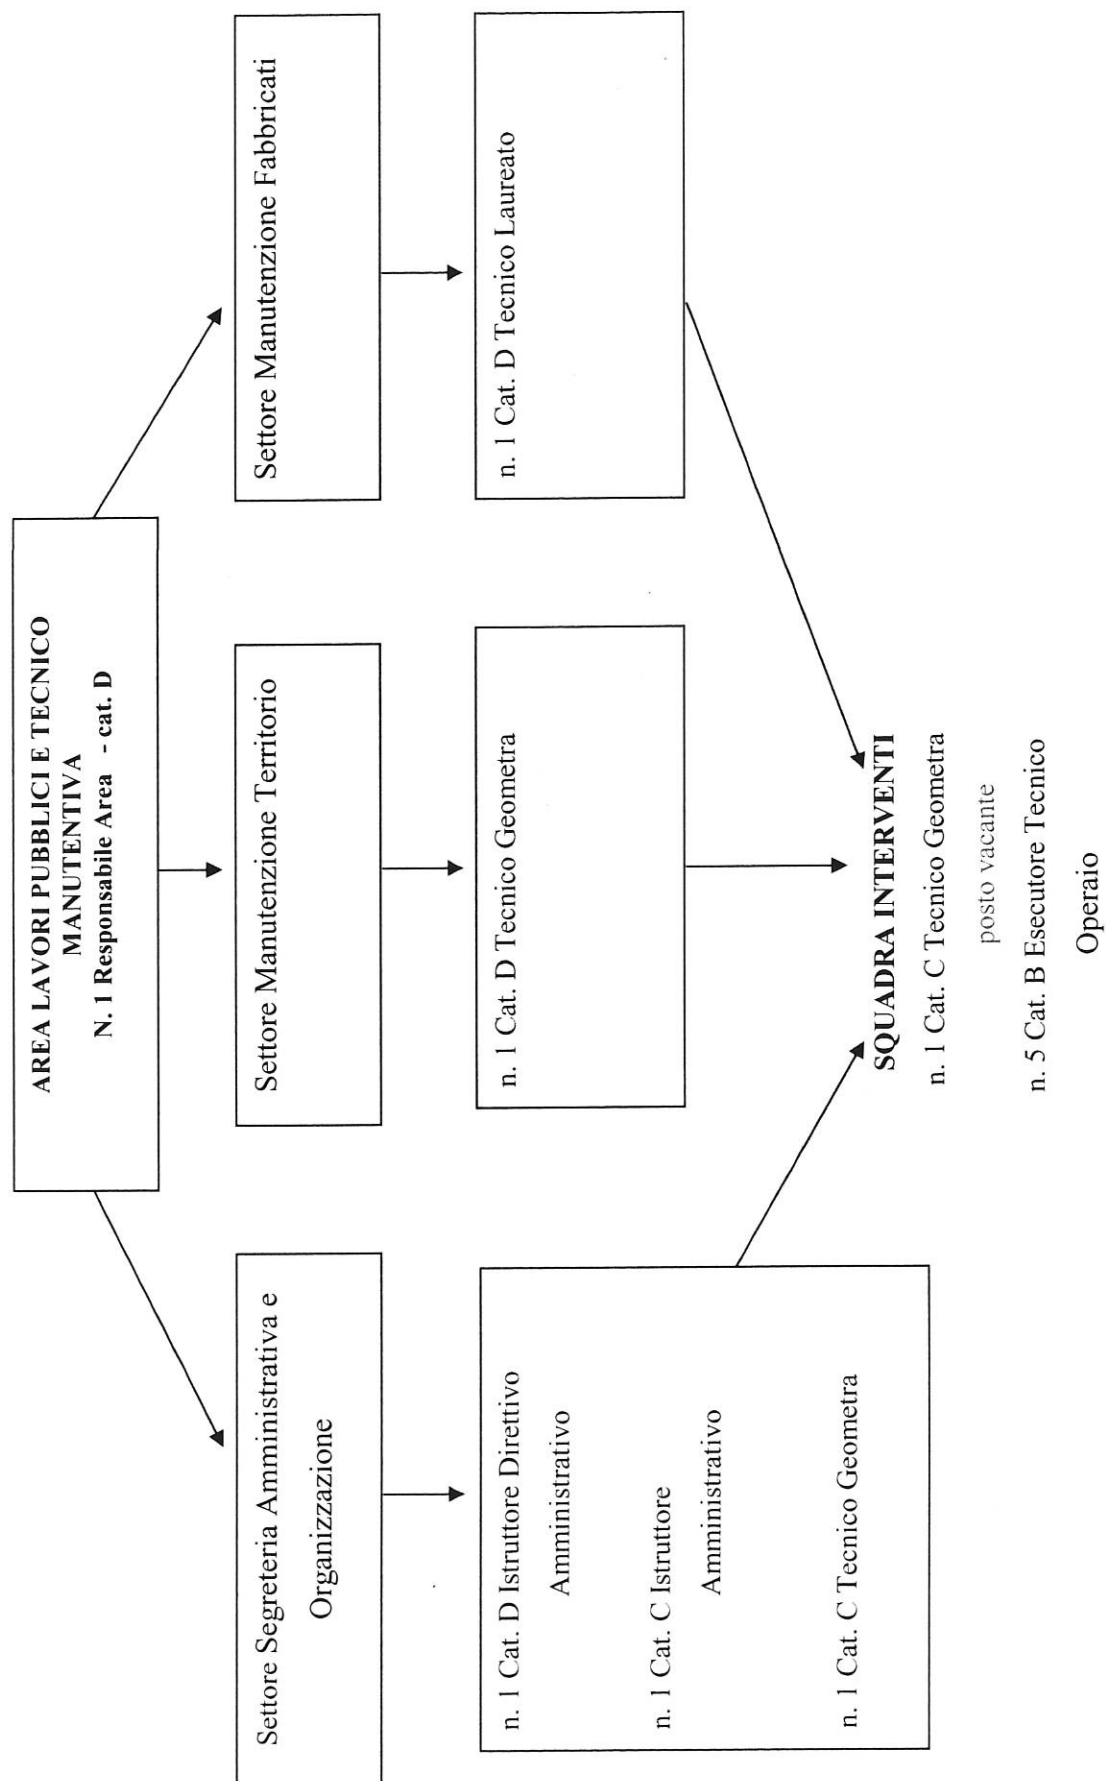 AREA LAVORI PUBBLICI E TECNICO
MANUTENTIVA
N. 1 Responsabile Area - cat. D
Settore Segreteria Amministrativa e
Organizzazione
Settore Manutenzione Territorio
Settore Manutenzione Fabbricati
n. 1 Cat. D Istruttore Direttivo
Amministrativo
n. 1 Cat. C Istruttore
Amministrativo
n. 1 Cat. C Tecnico Geometra
n. 1 Cat. D Tecnico Geometra
n. 1 Cat. D Tecnico Laureato
SQUADRA INTERVENTI
n. 1 Cat. C Tecnico Geometra
posto vacante
n. 5 Cat. B Esecutore Tecnico
Operaio